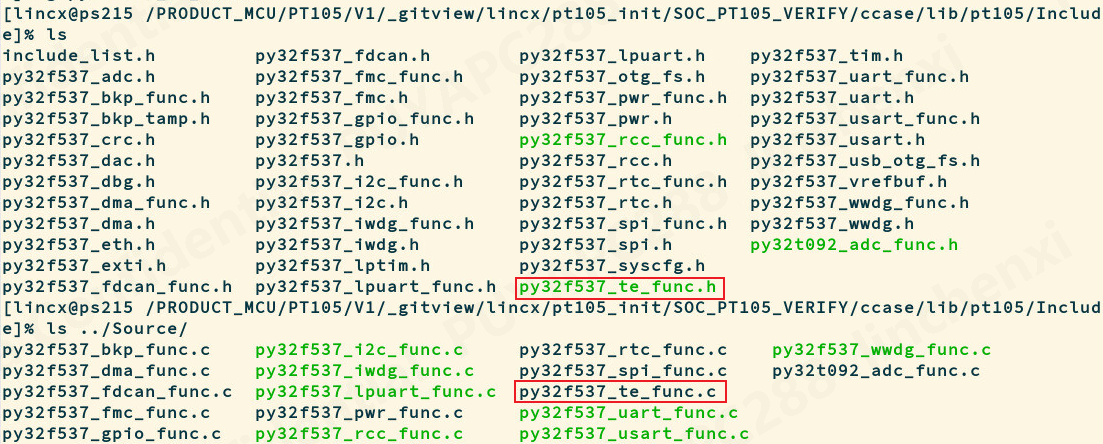 [lincx@ps215 /PRODUCT_MCU/PT105/V1/_gitview/lincx/pt105_init/SOC_PT105_VERIFY/ccase/lib/pt105/Includ
e]% ls
include_list.h py32f537_fdcan.h py32f537_lpuart.h py32f537_tim.h
py32f537_adc.h py32f537_fmc_func.h py32f537_otg_fs.h py32f537_uart_func.h
py32f537_bkp_func.h py32f537_fmc.h py32f537_pwr_func.h py32f537_uart.h
py32f537_bkp_tamp.h py32f537_gpio_func.h py32f537_pwr.h py32f537_usart_func.h
py32f537_crc.h py32f537_gpio.h py32f537_rcc_func.h py32f537_usart.h
py32f537_dac.h py32f537.h py32f537_rcc.h py32f537_usb_otg_fs.h
py32f537_dbg.h py32f537_i2c_func.h py32f537_rtc_func.h py32f537_vrefbuf.h
py32f537_dma_func.h py32f537_i2c.h py32f537_rtc.h py32f537_wwdg_func.h
py32f537_dma.h py32f537_iwdg_func.h py32f537_spi_func.h py32f537_wwdg.h
py32f537_eth.h py32f537_iwdg.h py32f537_spi.h py32t092_adc_func.h
py32f537_exti.h py32f537_lptim.h py32f537_syscfg.h
py32f537_fdcan_func.h py32f537_lpuart_func.h py32f537_te_func.h
[lincx@ps215 /PRODUCT_MCU/PT105/V1/_gitview/lincx/pt105_init/SOC_PT105_VERIFY/ccase/lib/pt105/Includ
e]% ls ../Source/
py32f537_bkp_func.c py32f537_i2c_func.c py32f537_rtc_func.c py32f537_wwdg_func.c
py32f537_dma_func.c py32f537_iwdg_func.c py32f537_spi_func.c py32t092_adc_func.c
py32f537_fdcan_func.c py32f537_lpuart_func.c py32f537_te_func.c
py32f537_fmc_func.c py32f537_pwr_func.c py32f537_uart_func.c
py32f537_gpio_func.c py32f537_rcc_func.c py32f537_usart_func.c